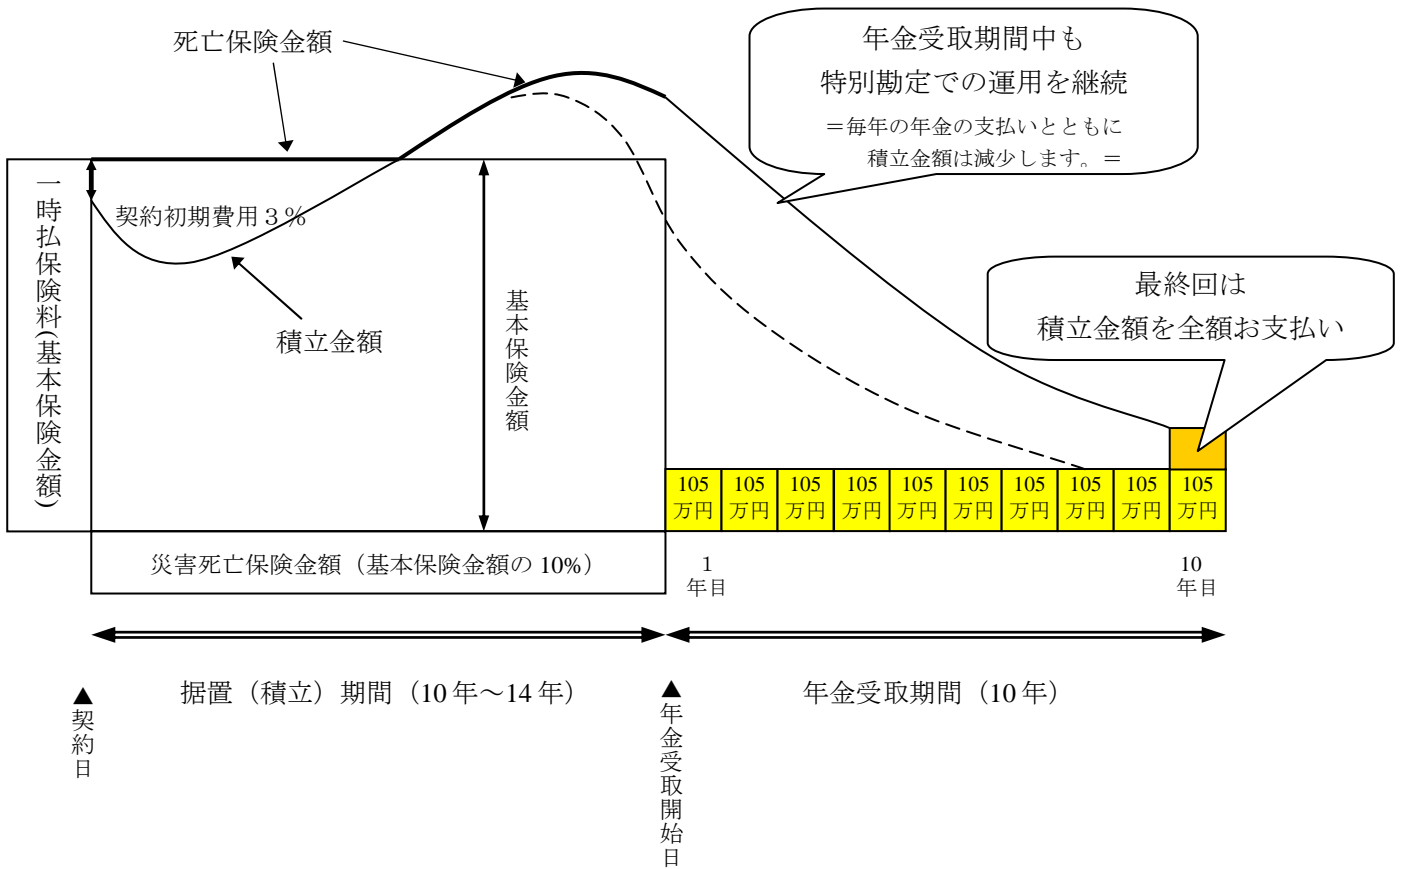 死亡保険金額
年金受取期間中も
特別勘定での運用を継続
＝毎年の年金の支払いとともに
積立金額は減少します。＝
一時払保険料(基本保険金額)
契約初期費用３％
積立金額
基本保険金額
最終回は
積立金額を全額お支払い
105 105 105 105 105 105 105 105 105 105
万円 万円 万円 万円 万円 万円 万円 万円 万円 万円
災害死亡保険金額（基本保険金額の 10%）
１
年目
10
年目
据置（積立）期間（10 年～14 年）
年金受取期間（10 年）
▲契約日
▲年金受取開始日